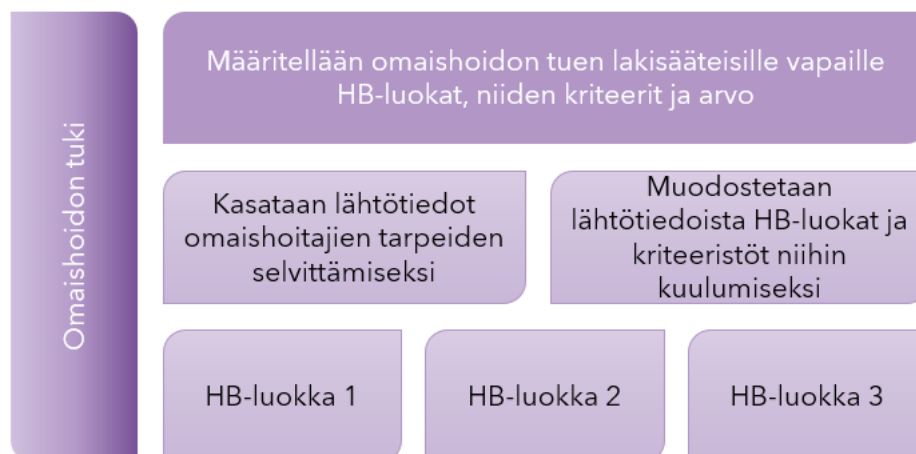 Omaishoidon tuki
Määritellään omaishoidon tuen lakisääteisille vapaille
HB-luokat, niiden kriteerit ja arvo
Kasataan lähtötiedot
omaishoitajien tarpeiden
selvittämiseksi
Muodostetaan
lähtötiedoista HB-luokat ja
kriteeristöt niihin
kuulumiseksi
HB-luokka 1
HB-luokka 2
HB-luokka 3